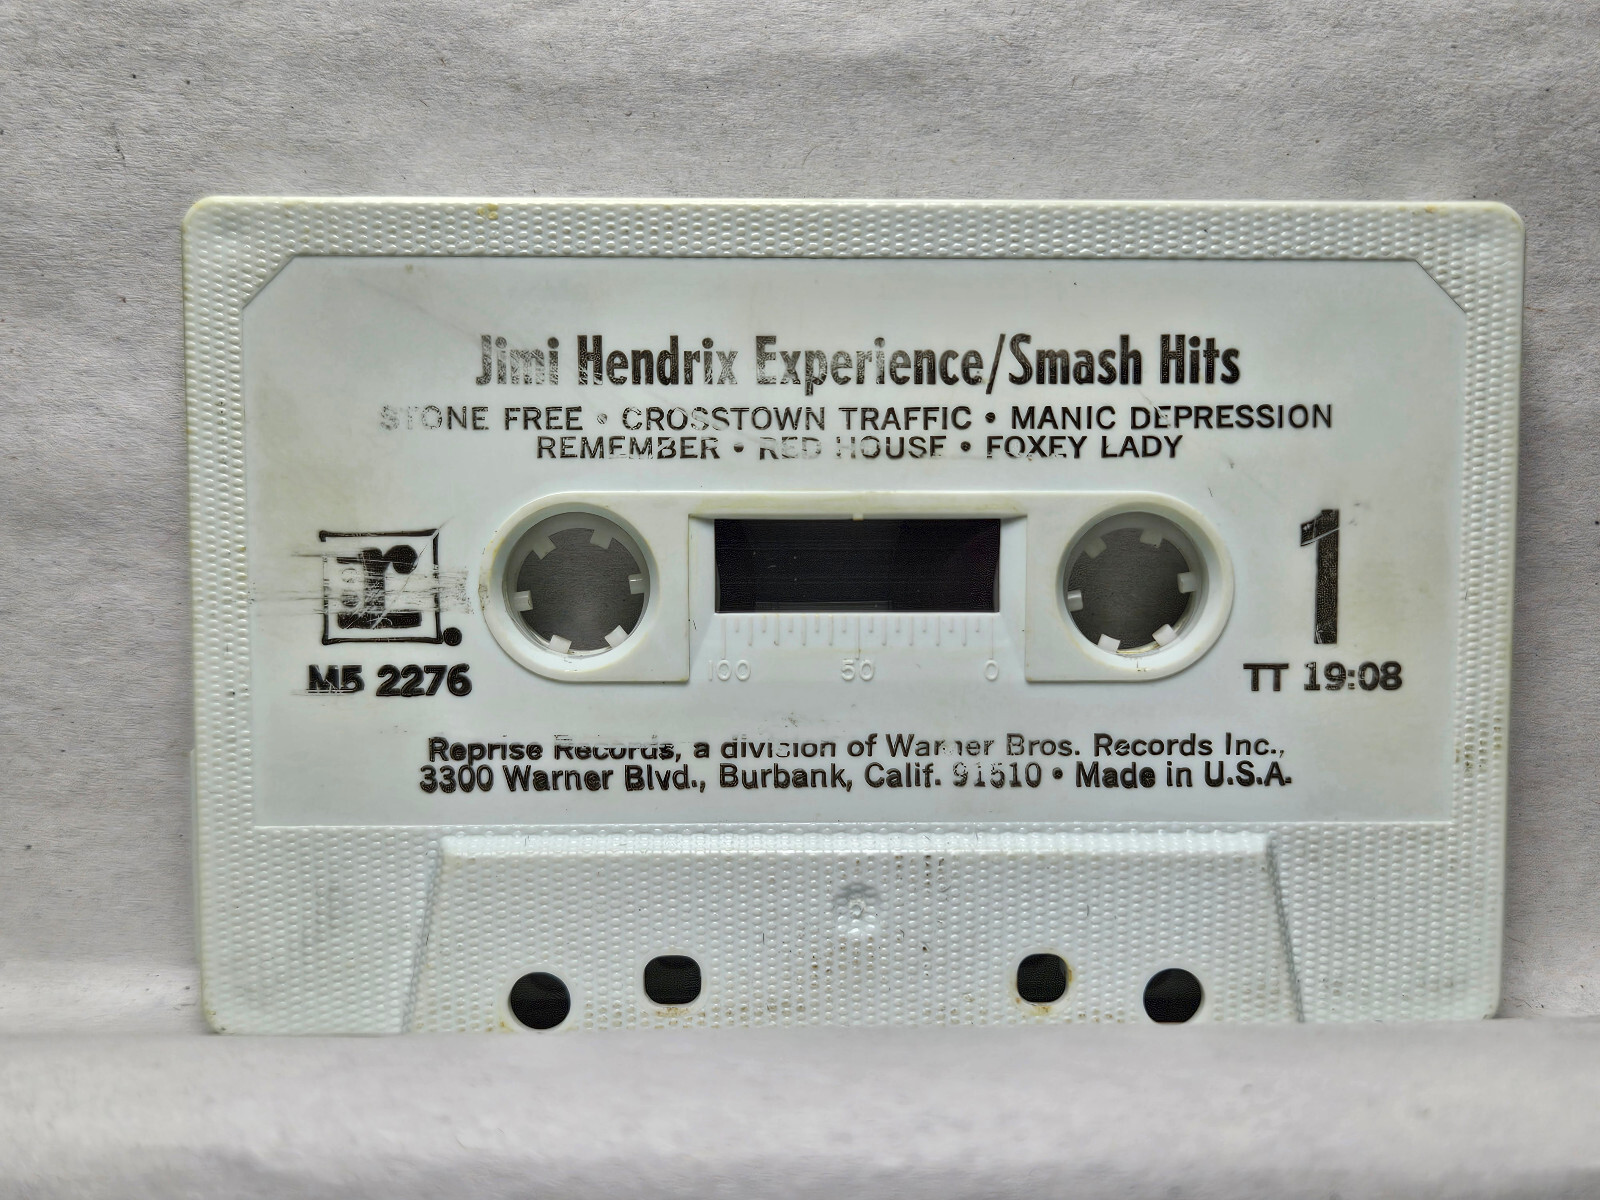 Jimi Hendrix Experience/Smash Hits
STONE FREE • CROSSTOWN TRAFFIC • MANIC DEPRESSION
REMEMBER • RED HOUSE • FOXEY LADY
r
®
1
M5 2276
TT 19:08
100 50 0
Reprise Records, a division of Warner Bros. Records Inc.,
3300 Warner Blvd., Burbank, Calif. 91510 • Made in U.S.A.